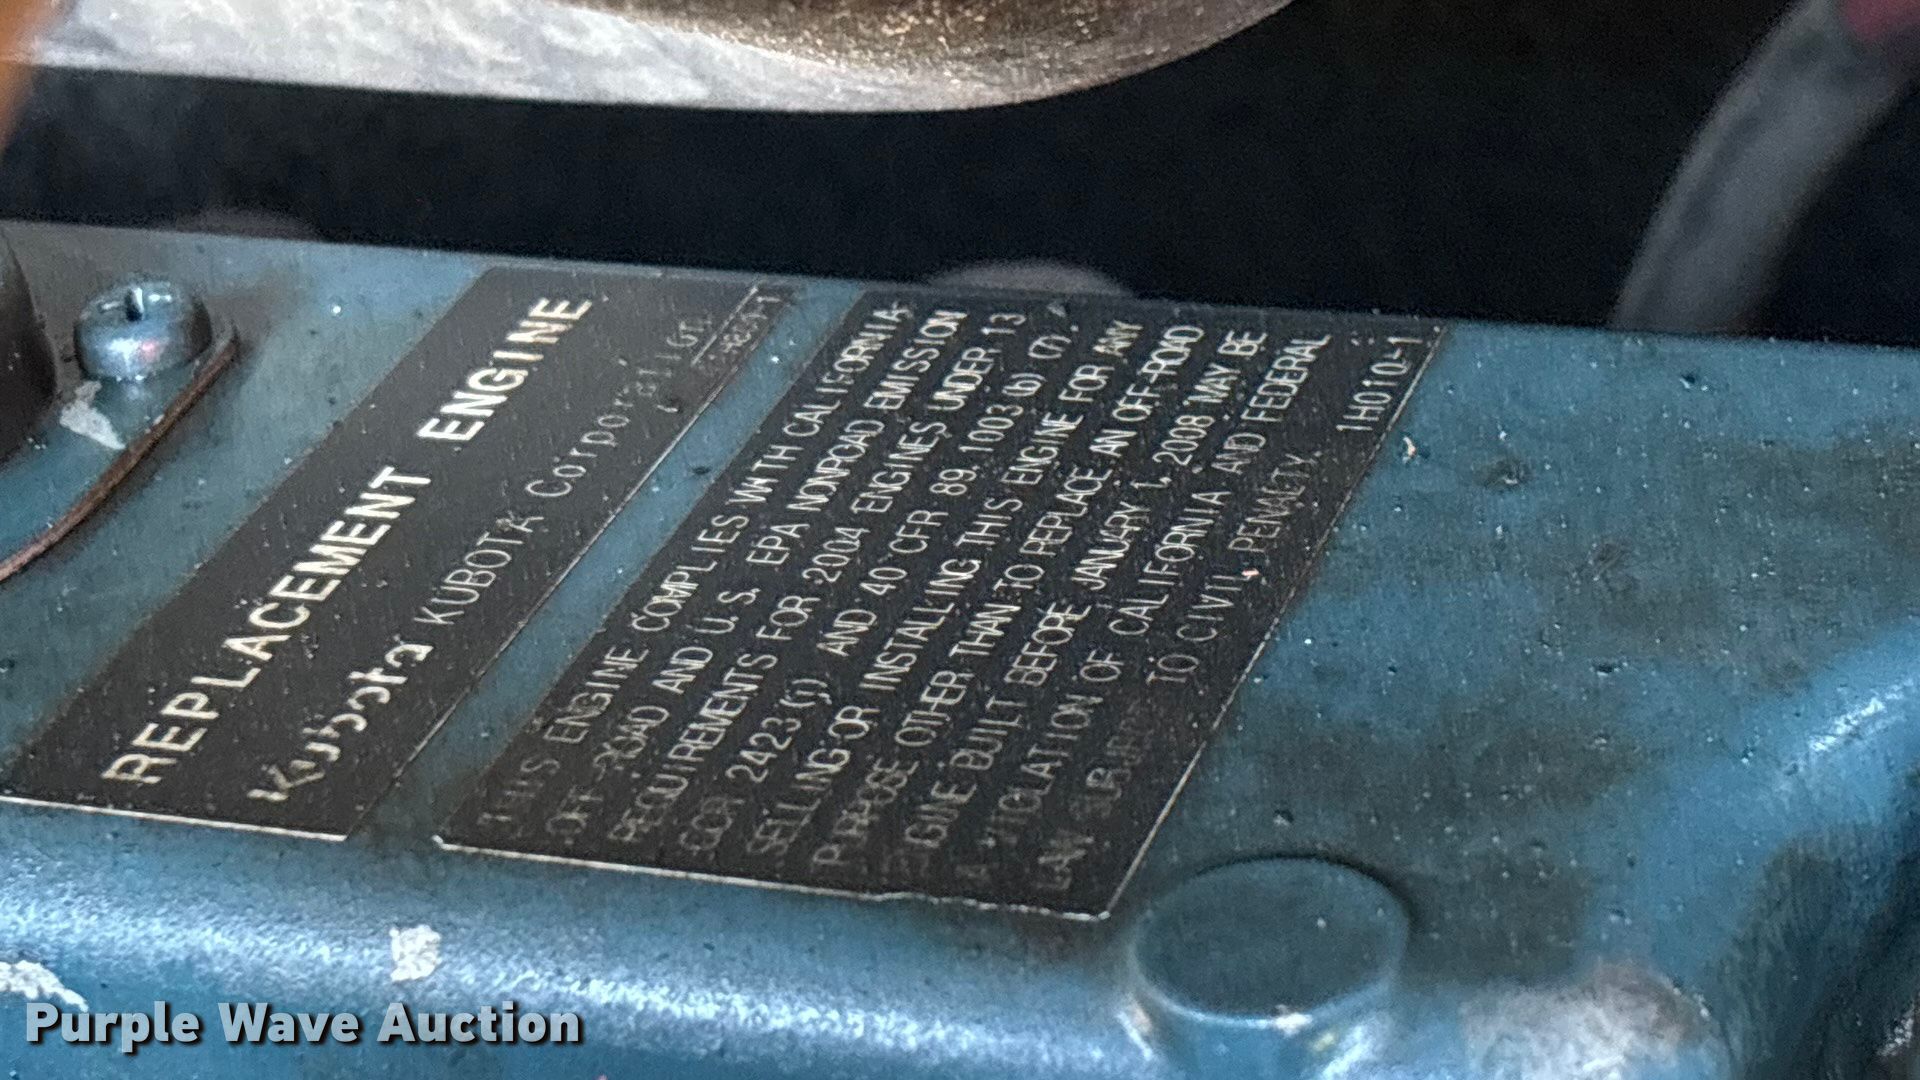 REPLACEMENT ENGINE
Kubota KUBOTA Corporation
THIS ENGINE COMPLIES WITH CALIFORNIA
OFF-ROAD AND U.S. EPA NONROAD EMISSION
REQUIREMENTS FOR 2004 ENGINES UNDER 13
CCR 2423 (j) AND 40 CFR 89.1003 (b) (7).
SELLING OR INSTALLING THIS ENGINE FOR ANY
PURPOSE OTHER THAN TO REPLACE AN OFF-ROAD
ENGINE BUILT BEFORE JANUARY 1, 2008 MAY BE
A VIOLATION OF CALIFORNIA AND FEDERAL
LAW SUBJECT TO CIVIL PENALTY.
1H010-1
Purple Wave Auction